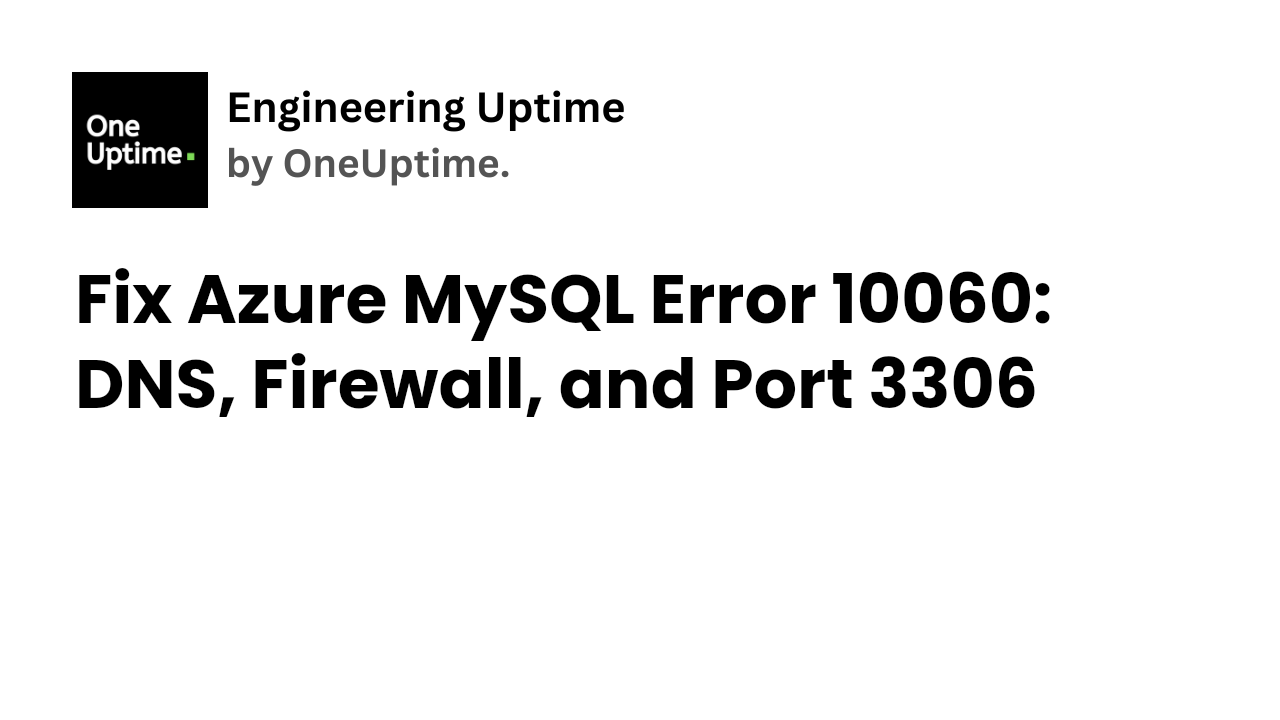 One
Uptime.
Engineering Uptime
by OneUptime.
Fix Azure MySQL Error 10060:
DNS, Firewall, and Port 3306